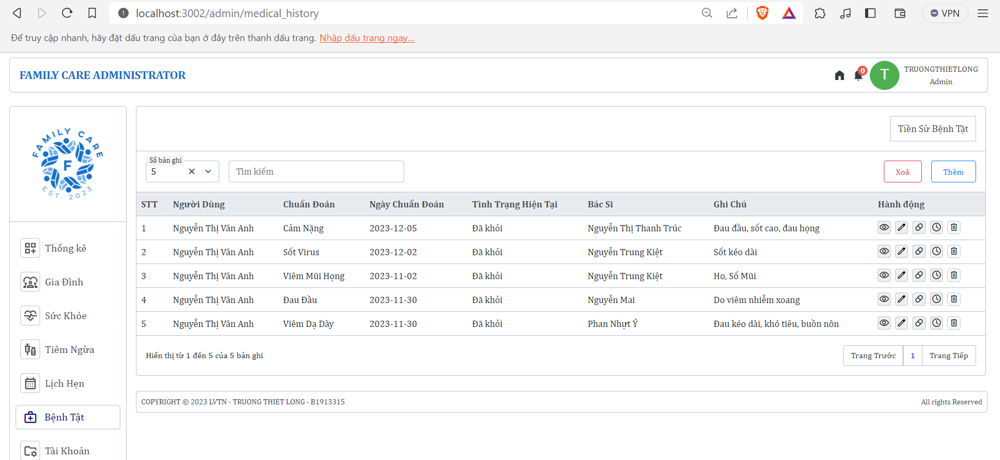 localhost:3002/admin/medical_history
VPN
Để truy cập nhanh, hãy đặt dấu trang của bạn ở đây trên thanh dấu trang. Nhập dấu trang ngay...
FAMILY CARE ADMINISTRATOR
0
T
TRUONGTHIETLONG
Admin
FAMILY CARE
F
EST. 2023
Thống kê
Gia Đình
Sức Khỏe
Tiêm Ngừa
Lịch Hẹn
Bệnh Tật
Tài Khoản
Tiền Sử Bệnh Tật
Số bản ghi
5
Tìm kiếm
Xoá
Thêm
STT Người Dùng Chuẩn Đoán Ngày Chuẩn Đoán Tình Trạng Hiện Tại Bác Sĩ Ghi Chú Hành động
1 Nguyễn Thị Vân Anh Cảm Nặng 2023-12-05 Đã khỏi Nguyễn Thị Thanh Trúc Đau đầu, sốt cao, đau họng
2 Nguyễn Thị Vân Anh Sốt Virus 2023-12-02 Đã khỏi Nguyễn Trung Kiệt Sốt kéo dài
3 Nguyễn Thị Vân Anh Viêm Mũi Họng 2023-11-02 Đã khỏi Nguyễn Trung Kiệt Ho, Sổ Mũi
4 Nguyễn Thị Vân Anh Đau Đầu 2023-11-30 Đã khỏi Nguyễn Mai Do viêm nhiễm xoang
5 Nguyễn Thị Vân Anh Viêm Dạ Dày 2023-11-30 Đã khỏi Phan Nhựt Ý Đau kéo dài, khó tiêu, buồn nôn
Hiển thị từ 1 đến 5 của 5 bản ghi
Trang Trước 1 Trang Tiếp
COPYRIGHT © 2023 LVTN - TRUONG THIET LONG - B1913315
All rights Reserved